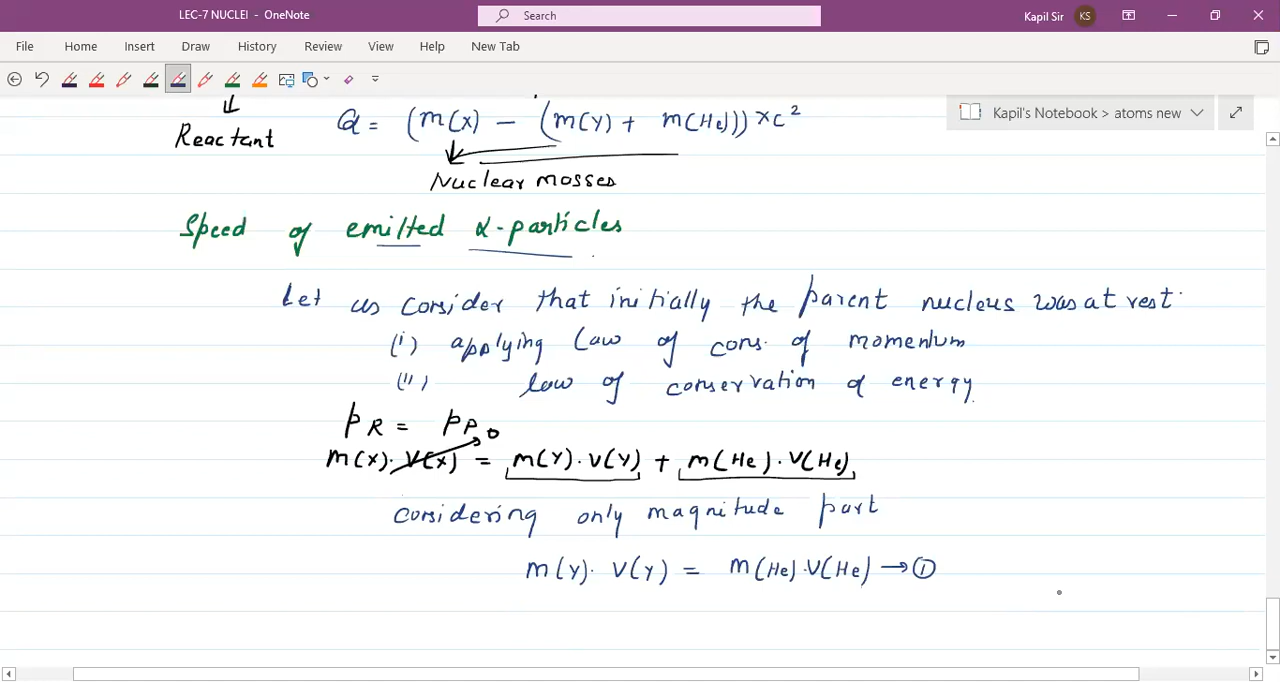 LEC-7 NUCLEI - OneNote
Search
Kapil Sir KS
File Home Insert Draw History Review View Help New Tab
Kapil's Notebook > atoms new
Reactant
Q = (m(X) - (m(Y) + m(He))) × c²
Nuclear mosses
Speed of emitted α-particles
Let us consider that initially the parent nucleus was at rest.
(i) applying law of cons. of momentum
(ii) law of conservation of energy.
PR = PP
m(X). V(X) 0 = m(Y). V(Y) + m(He). V(He)
considering only magnitude part
m(Y). V(Y) = m(He). V(He) → ①